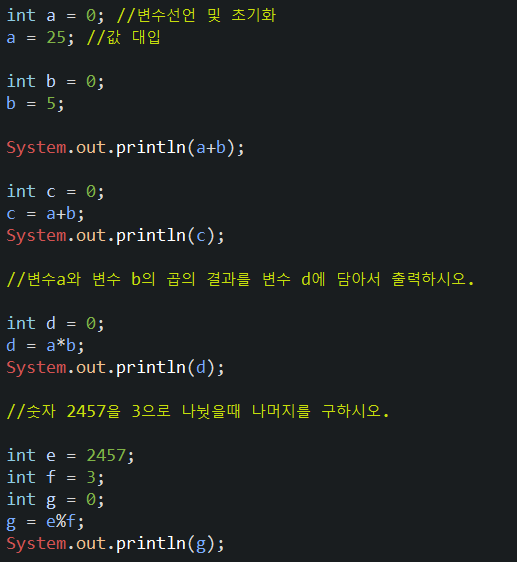 int a = 0; //변수선언 및 초기화
a = 25; //값 대입
int b = 0;
b = 5;
System.out.println(a+b);
int c = 0;
c = a+b;
System.out.println(c);
//변수a와 변수 b의 곱의 결과를 변수 d에 담아서 출력하시오.
int d = 0;
d = a*b;
System.out.println(d);
//숫자 2457을 3으로 나눳을때 나머지를 구하시오.
int e = 2457;
int f = 3;
int g = 0;
g = e%f;
System.out.println(g);